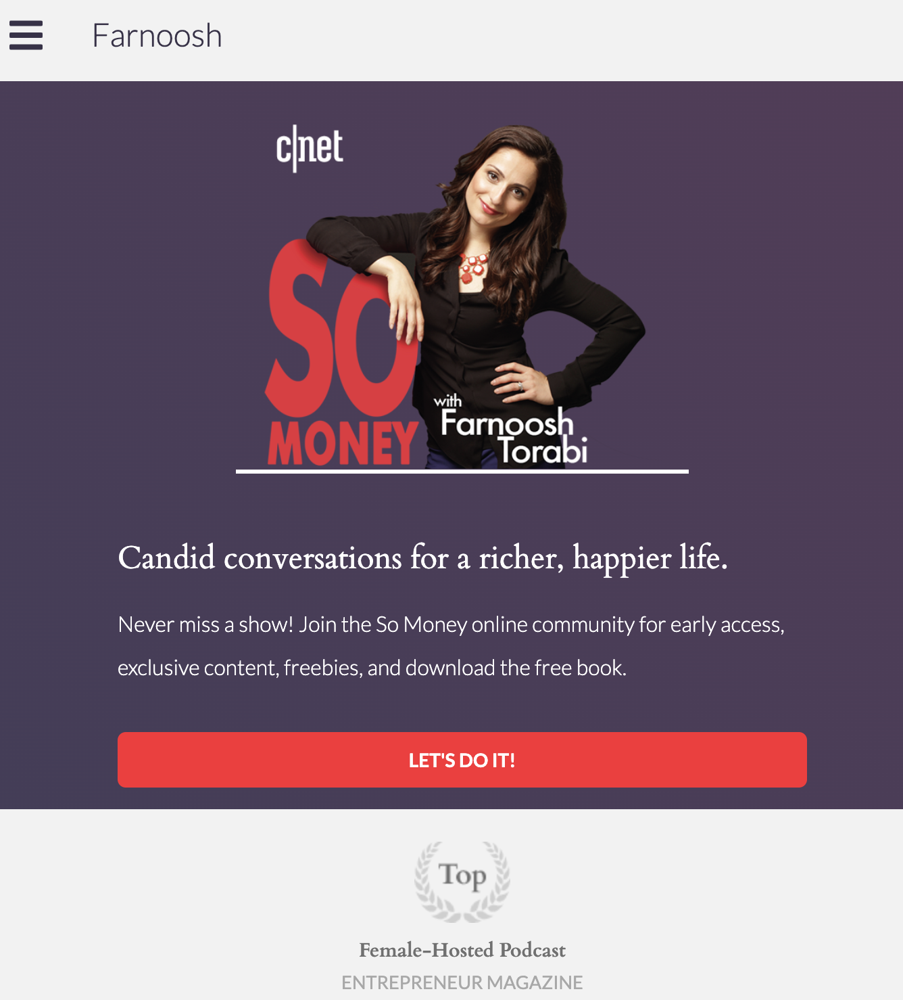 Farnoosh
c|net
SO
MONEY
with
Farnoosh
Torabi
Candid conversations for a richer, happier life.
Never miss a show! Join the So Money online community for early access,
exclusive content, freebies, and download the free book.
LET'S DO IT!
Top
Female-Hosted Podcast
ENTREPRENEUR MAGAZINE